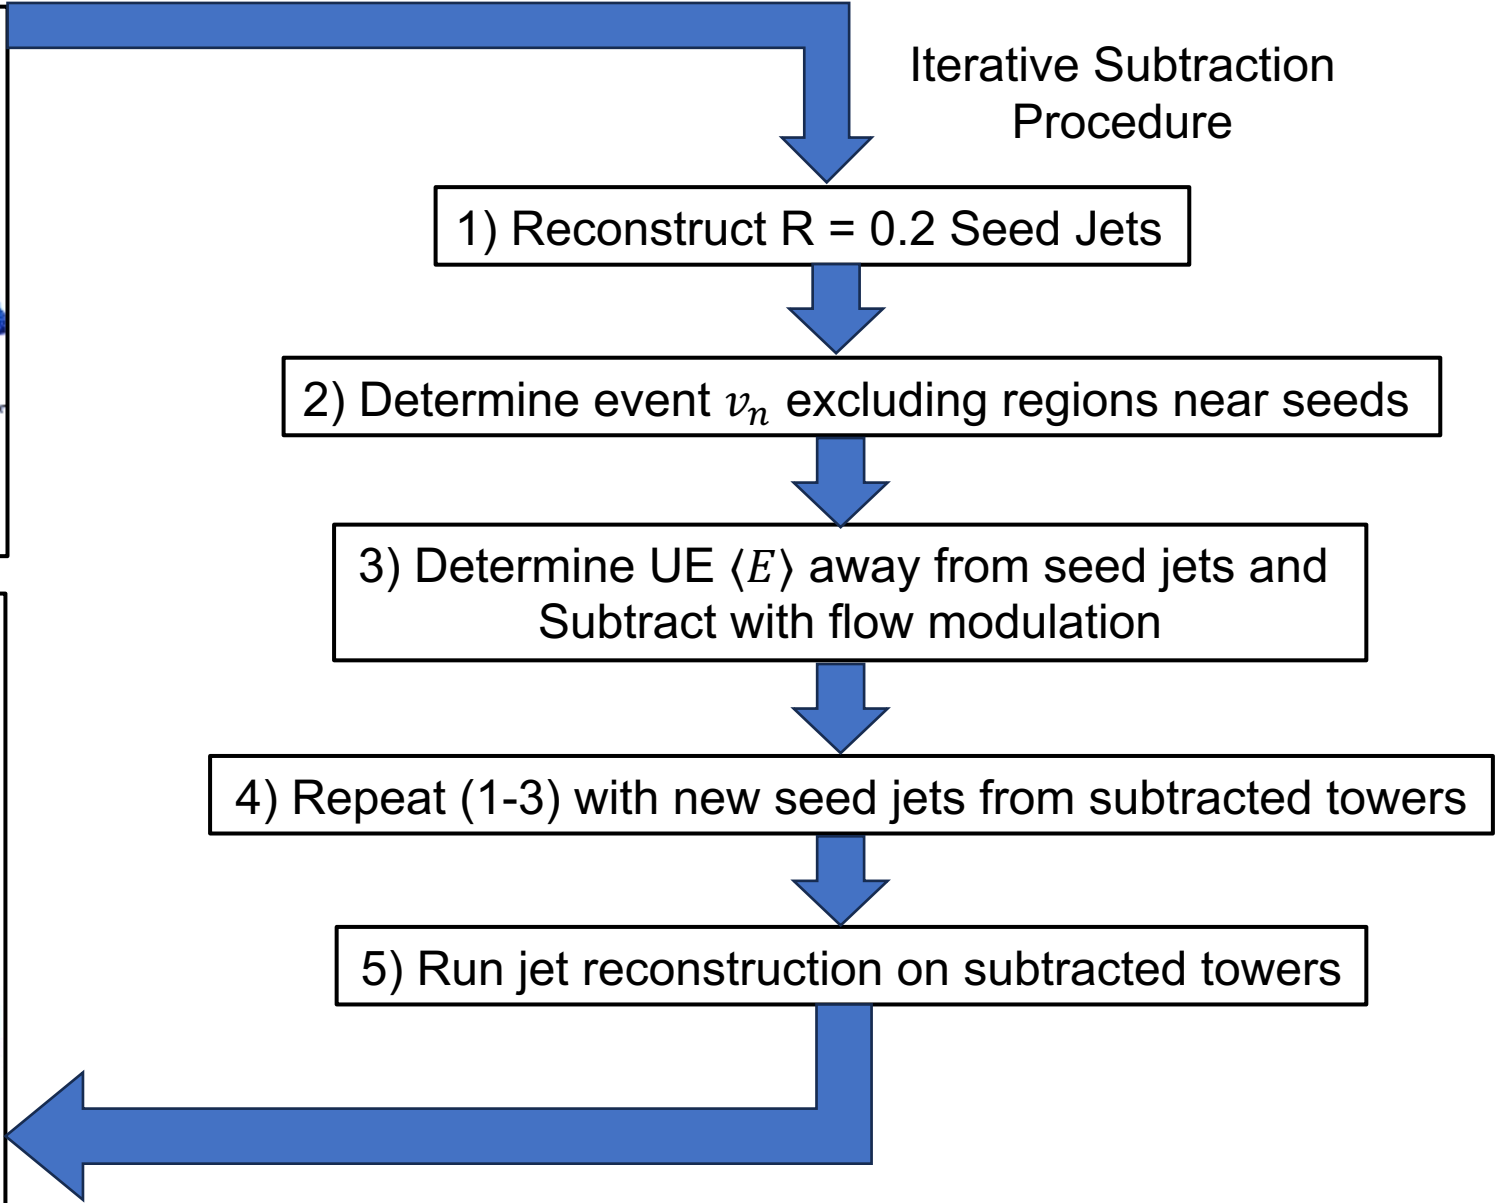 Iterative Subtraction
Procedure
1) Reconstruct R = 0.2 Seed Jets
2) Determine event 𝑣𝑛 excluding regions near seeds
3) Determine UE ⟨𝐸⟩ away from seed jets and
Subtract with flow modulation
4) Repeat (1-3) with new seed jets from subtracted towers
5) Run jet reconstruction on subtracted towers